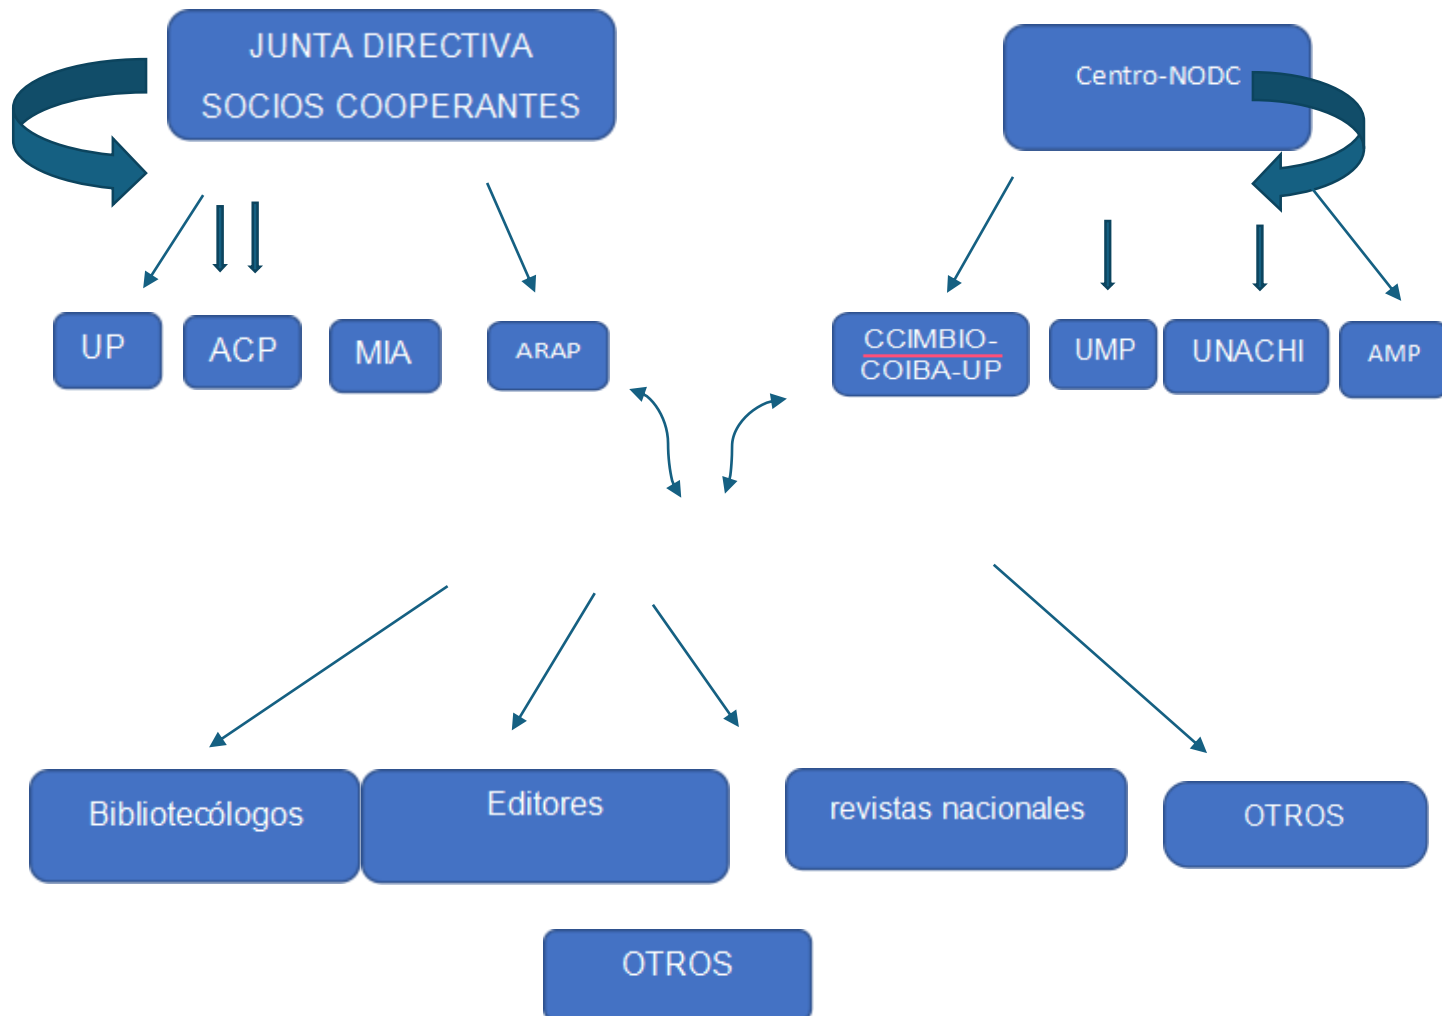 JUNTA DIRECTIVA
SOCIOS COOPERANTES
Centro-NODC
UP
ACP
MIA
ARAP
CCIMBIO-
COIBA-UP
UMP
UNACHI
AMP
Bibliotecólogos
Editores
revistas nacionales
OTROS
OTROS